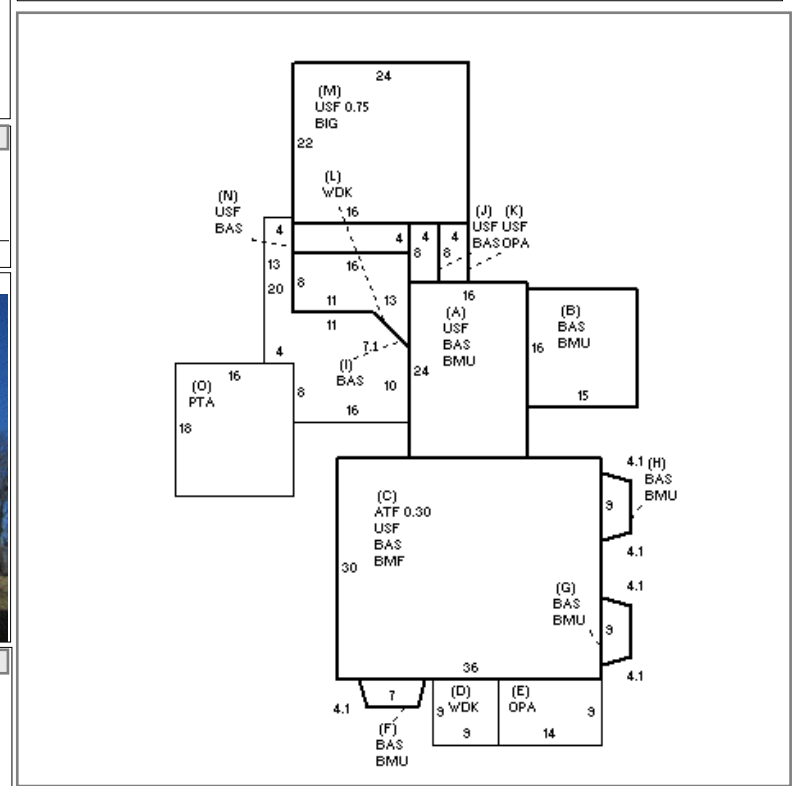 24
(M)
USF 0.75
BIG
22
(L)
WDK
(N)
USF
BAS
16
(J) (K)
USF USF
BAS OPA
4
4
4
4
8
8
13
20
16
8
11
13
11
16
(A)
USF
BAS
BMU
24
(B)
BAS
BMU
16
15
7.1
(I)
BAS
4
8
10
16
16
(O)
PTA
18
(C)
ATF 0.30
USF
BAS
BMF
30
36
4.1
(H)
BAS
BMU
9
4.1
4.1
(G)
BAS
BMU
9
4.1
7
4.1
(F)
BAS
BMU
(D)
WDK
9
9
(E)
OPA
9
14